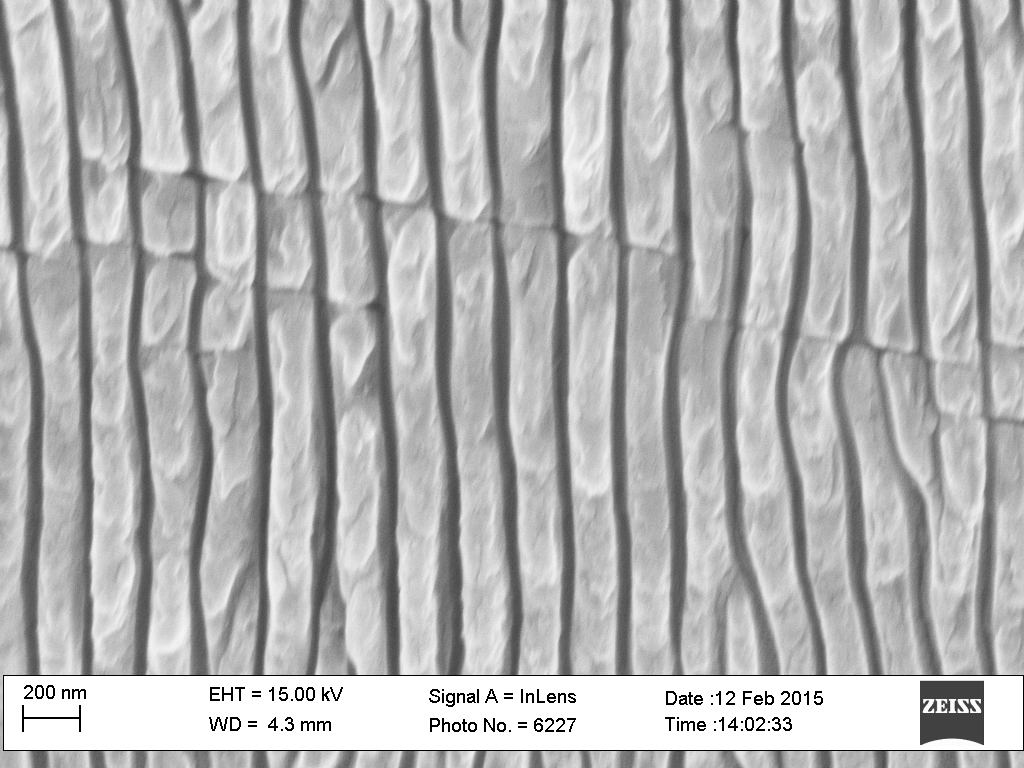 200 nm
EHT = 15.00 kV
Signal A = InLens
Date :12 Feb 2015
WD = 4.3 mm
Photo No. = 6227
Time :14:02:33
ZEISS